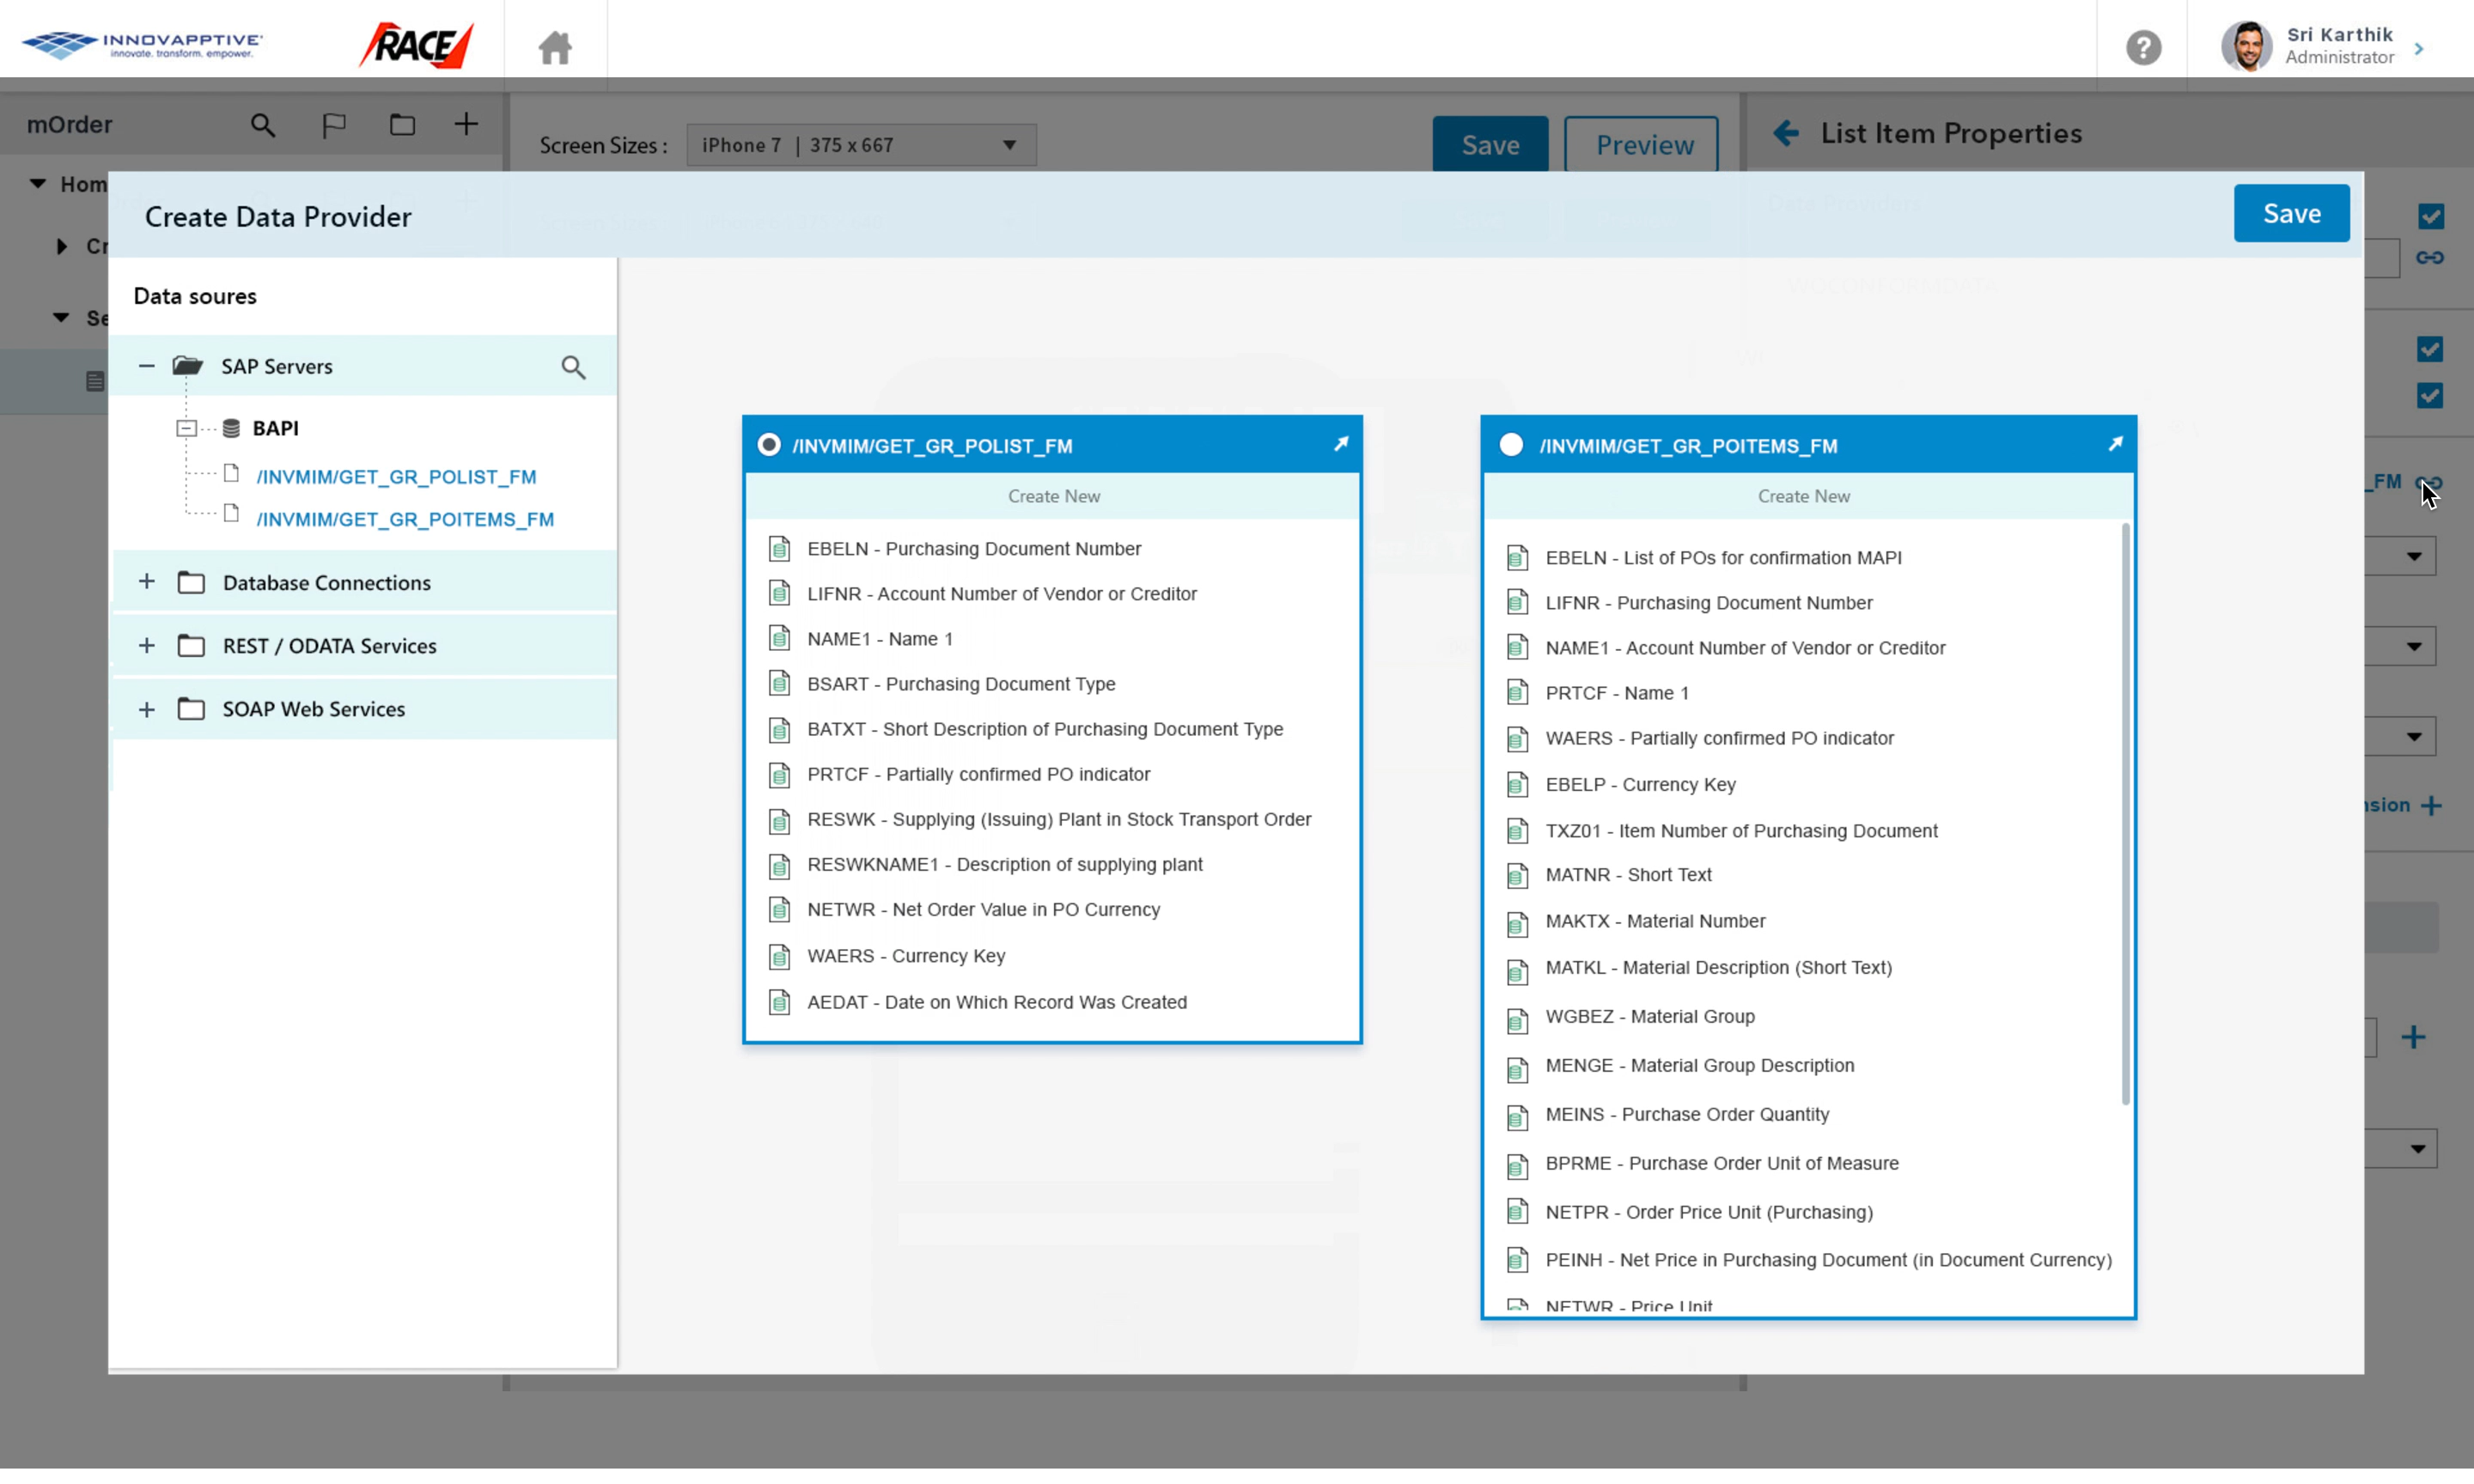 INNOVAPPTIVE
innovate. transform. empower.
RACE
?
Sri Karthik
Administrator
mOrder
Screen Sizes :
iPhone 7 | 375 x 667
Save
Preview
List Item Properties
Hom
Cr
Se
Create Data Provider
Save
Data soures
SAP Servers
BAPI
/INVMIM/GET_GR_POLIST_FM
/INVMIM/GET_GR_POITEMS_FM
Database Connections
REST / ODATA Services
SOAP Web Services
/INVMIM/GET_GR_POLIST_FM
Create New
EBELN - Purchasing Document Number
LIFNR - Account Number of Vendor or Creditor
NAME1 - Name 1
BSART - Purchasing Document Type
BATXT - Short Description of Purchasing Document Type
PRTCF - Partially confirmed PO indicator
RESWK - Supplying (Issuing) Plant in Stock Transport Order
RESWKNAME1 - Description of supplying plant
NETWR - Net Order Value in PO Currency
WAERS - Currency Key
AEDAT - Date on Which Record Was Created
/INVMIM/GET_GR_POITEMS_FM
Create New
EBELN - List of POs for confirmation MAPI
LIFNR - Purchasing Document Number
NAME1 - Account Number of Vendor or Creditor
PRTCF - Name 1
WAERS - Partially confirmed PO indicator
EBELP - Currency Key
TXZ01 - Item Number of Purchasing Document
MATNR - Short Text
MAKTX - Material Number
MATKL - Material Description (Short Text)
WGBEZ - Material Group
MENGE - Material Group Description
MEINS - Purchase Order Quantity
BPRME - Purchase Order Unit of Measure
NETPR - Order Price Unit (Purchasing)
PEINH - Net Price in Purchasing Document (in Document Currency)
NETWR - Price Unit
_FM
nsion